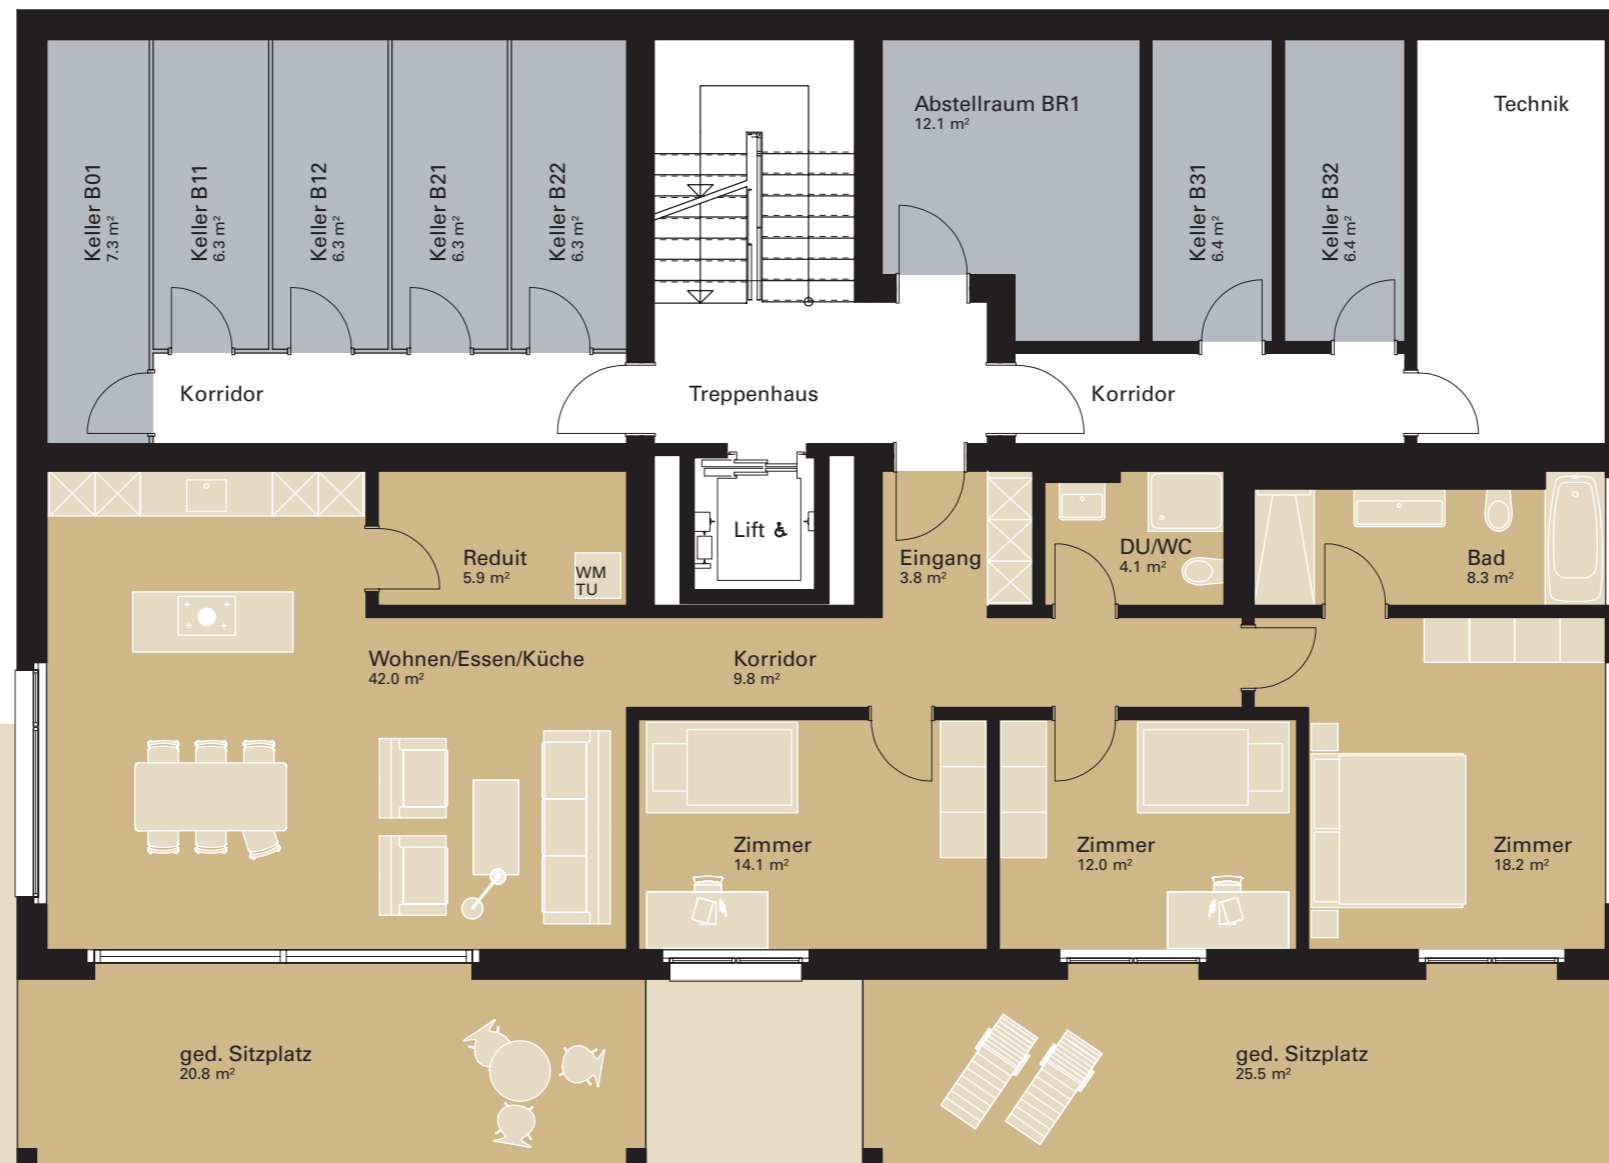 Keller B01
7.3 m²
Keller B11
6.3 m²
Keller B12
6.3 m²
Keller B21
6.3 m²
Keller B22
6.3 m²
Abstellraum BR1
12.1 m²
Keller B31
6.4 m²
Keller B32
6.4 m²
Technik
Korridor
Treppenhaus
Korridor
Reduit
5.9 m²
WM
TU
Lift
Eingang
3.8 m²
DU/WC
4.1 m²
Bad
8.3 m²
Wohnen/Essen/Küche
42.0 m²
Korridor
9.8 m²
Zimmer
14.1 m²
Zimmer
12.0 m²
Zimmer
18.2 m²
ged. Sitzplatz
20.8 m²
ged. Sitzplatz
25.5 m²